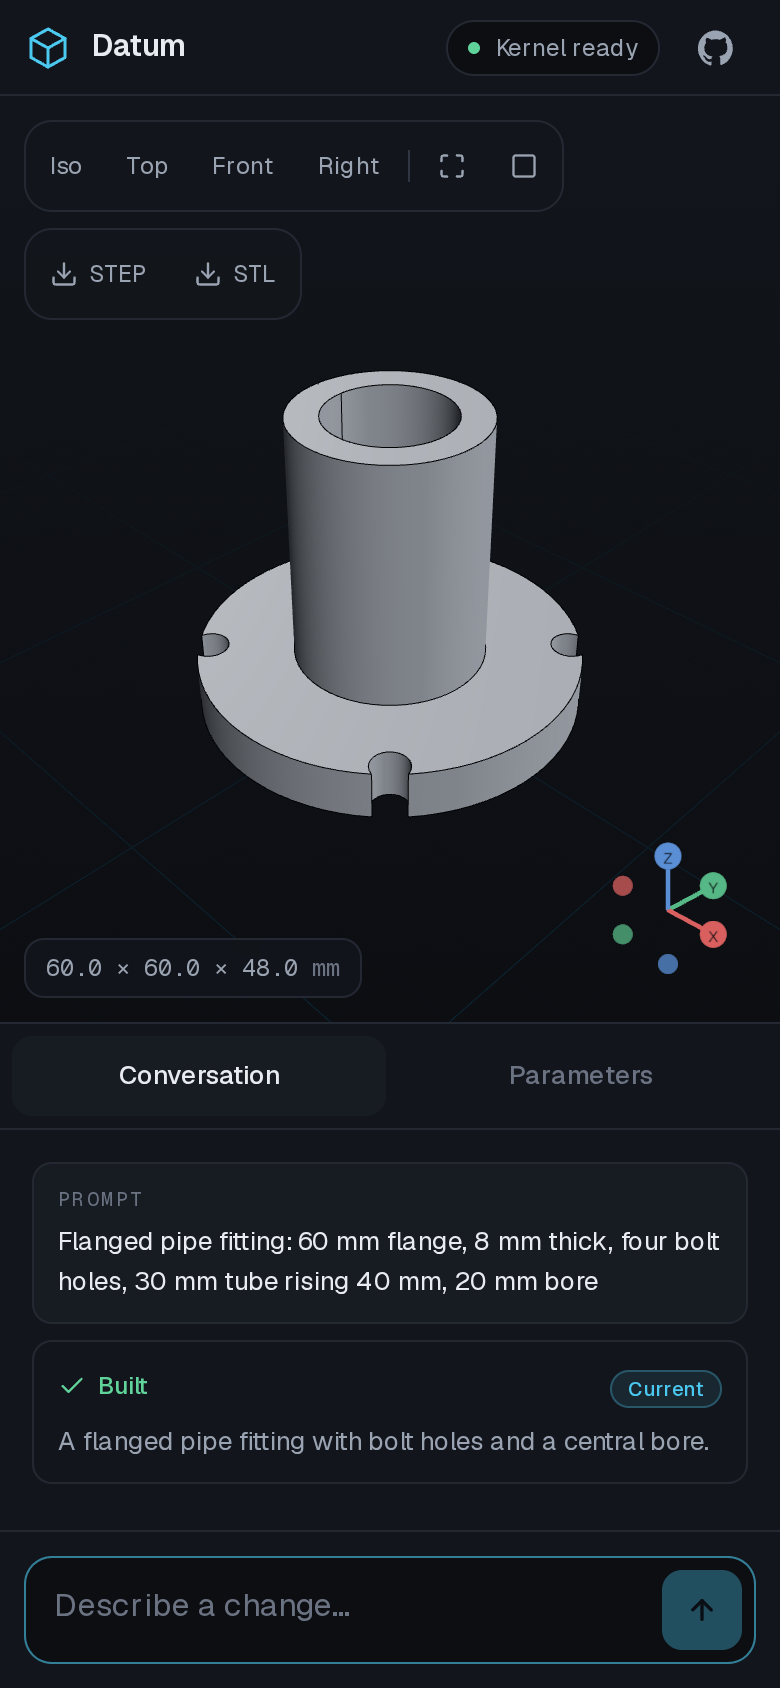 Datum
Kernel ready
Iso Top Front Right
STEP STL
Z
Y
X
60.0 × 60.0 × 48.0 mm
Conversation Parameters
PROMPT
Flanged pipe fitting: 60 mm flange, 8 mm thick, four bolt
holes, 30 mm tube rising 40 mm, 20 mm bore
Built
Current
A flanged pipe fitting with bolt holes and a central bore.
Describe a change…